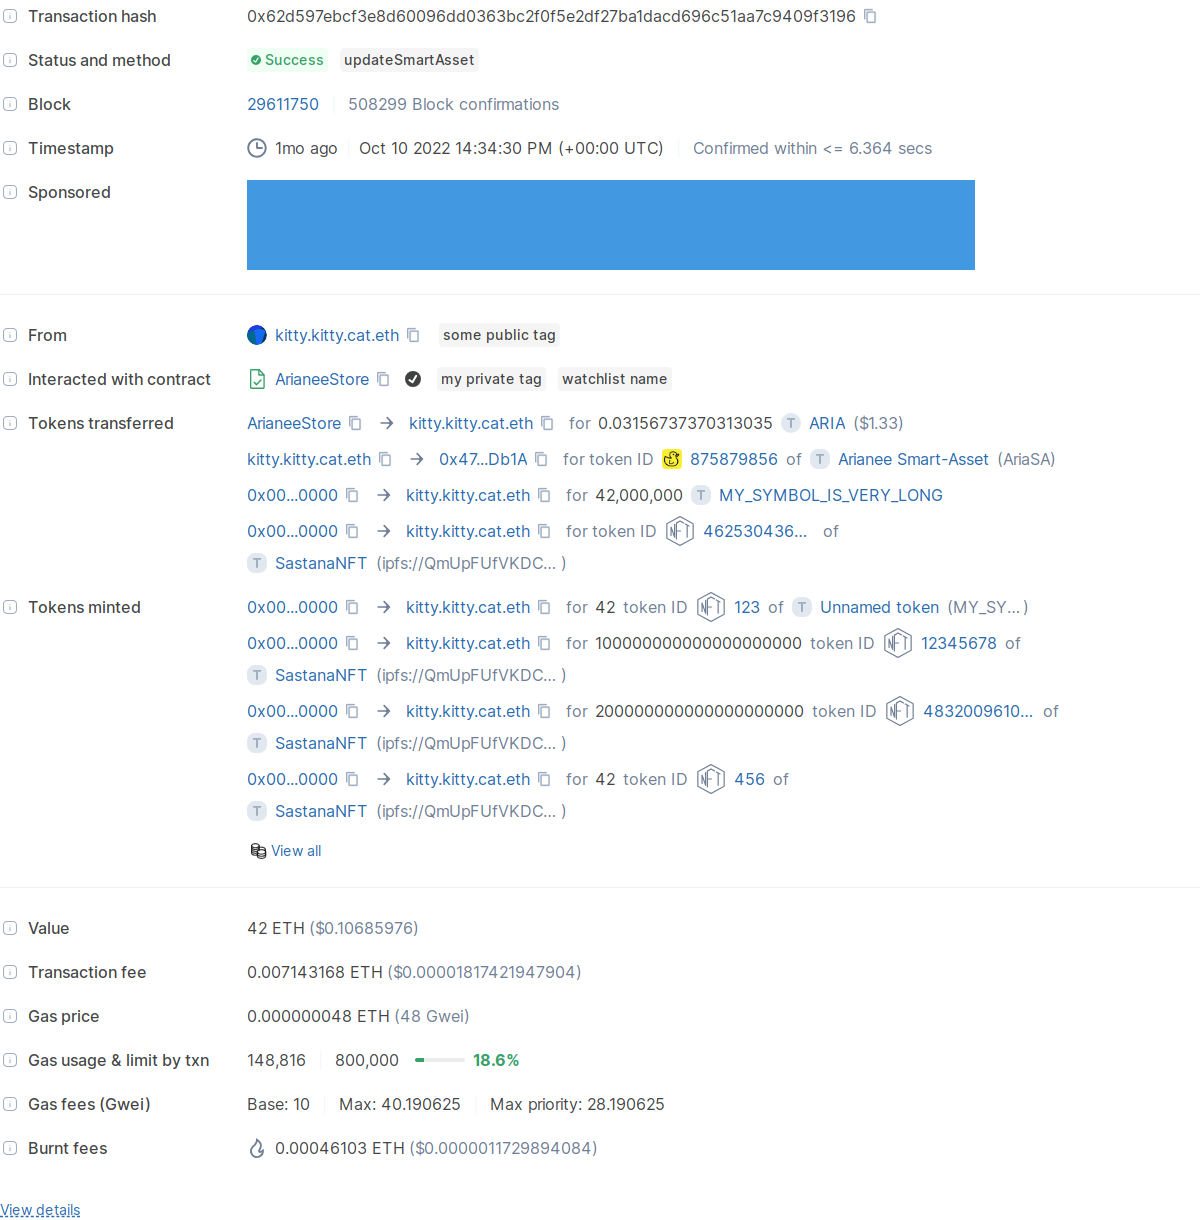 Transaction hash 0x62d597ebcf3e8d60096dd0363bc2f0f5e2df27ba1dacd696c51aa7c9409f3196
Status and method Success updateSmartAsset
Block 29611750 508299 Block confirmations
Timestamp 1mo ago Oct 10 2022 14:34:30 PM (+00:00 UTC) Confirmed within <= 6.364 secs
Sponsored
From kitty.kitty.cat.eth some public tag
Interacted with contract ArianeeStore my private tag watchlist name
Tokens transferred ArianeeStore → kitty.kitty.cat.eth for 0.03156737370313035 T ARIA ($1.33)
kitty.kitty.cat.eth → 0x47...Db1A for token ID 875879856 of T Arianee Smart-Asset (AriaSA)
0x00...0000 → kitty.kitty.cat.eth for 42,000,000 T MY_SYMBOL_IS_VERY_LONG
0x00...0000 → kitty.kitty.cat.eth for token ID NFT 462530436... of
T SastanaNFT (ipfs://QmUpFUfVKDC... )
Tokens minted 0x00...0000 → kitty.kitty.cat.eth for 42 token ID NFT 123 of T Unnamed token (MY_SY... )
0x00...0000 → kitty.kitty.cat.eth for 100000000000000000000 token ID NFT 12345678 of
T SastanaNFT (ipfs://QmUpFUfVKDC... )
0x00...0000 → kitty.kitty.cat.eth for 200000000000000000000 token ID NFT 4832009610... of
T SastanaNFT (ipfs://QmUpFUfVKDC... )
0x00...0000 → kitty.kitty.cat.eth for 42 token ID NFT 456 of
T SastanaNFT (ipfs://QmUpFUfVKDC... )
View all
Value 42 ETH ($0.10685976)
Transaction fee 0.007143168 ETH ($0.00001817421947904)
Gas price 0.000000048 ETH (48 Gwei)
Gas usage & limit by txn 148,816 800,000 18.6%
Gas fees (Gwei) Base: 10 Max: 40.190625 Max priority: 28.190625
Burnt fees 0.00046103 ETH ($0.0000011729894084)
View details